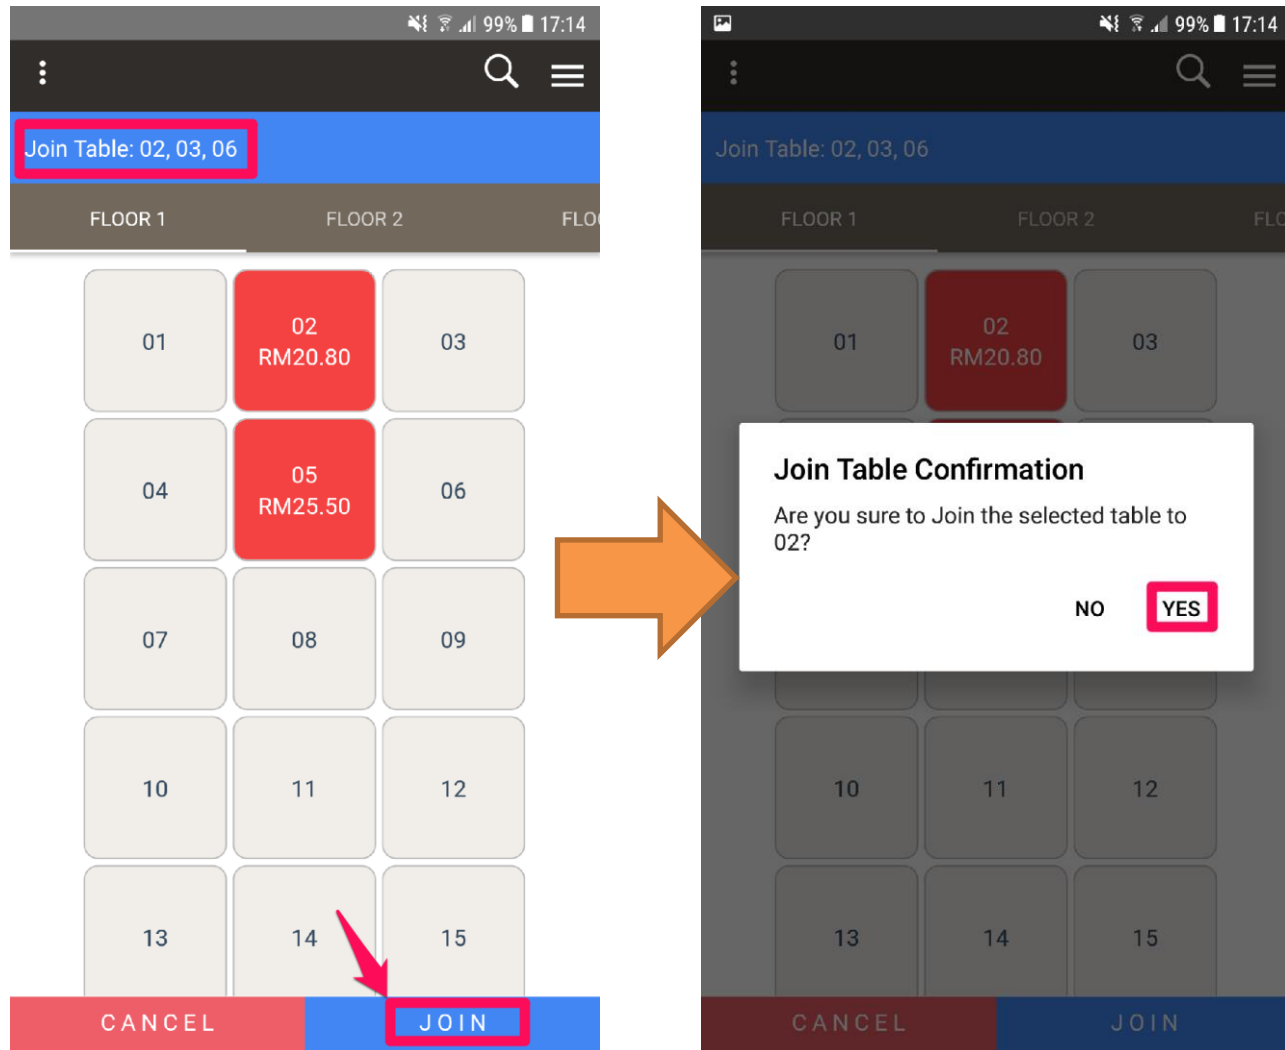 99% 17:14
Join Table: 02, 03, 06
FLOOR 1 FLOOR 2 FLO
01 02 03
RM20.80
04 05 06
RM25.50
07 08 09
10 11 12
13 14 15
CANCEL JOIN
99% 17:14
Join Table: 02, 03, 06
FLOOR 1 FLOOR 2 FLO
01 02 03
RM20.80
Join Table Confirmation
Are you sure to Join the selected table to
02?
NO YES
10 11 12
13 14 15
CANCEL JOIN